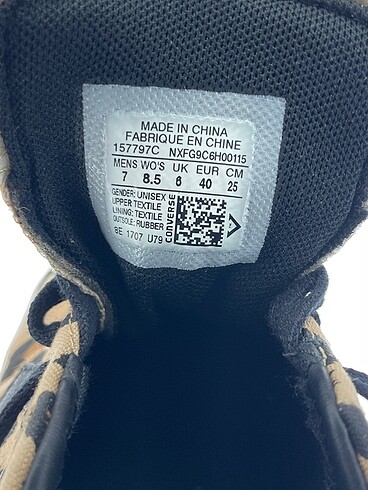 MADE IN CHINA
FABRIQUE EN CHINE
157797C NXFG9C6H00115
MENS WO'S UK EUR CM
7 8.5 6 40 25
GENDER: UNISEX
UPPER: TEXTILE
LINING: TEXTILE
OUTSOLE: RUBBER
BE 1707 U79
CONVERSE